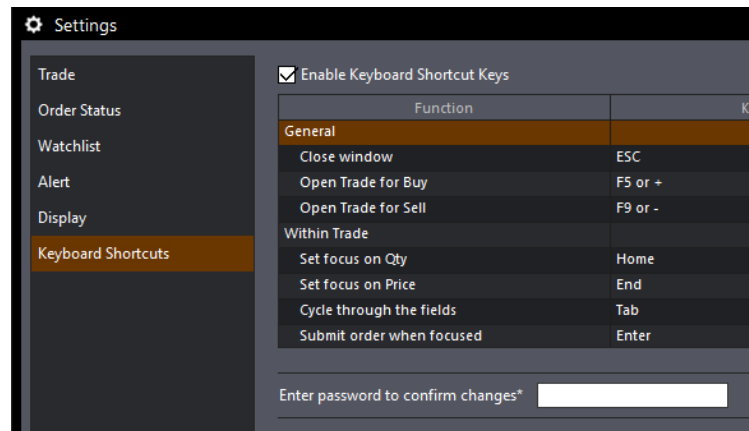 Settings
Trade
Order Status
Watchlist
Alert
Display
Keyboard Shortcuts
Enable Keyboard Shortcut Keys
Function
General
Close window ESC
Open Trade for Buy F5 or +
Open Trade for Sell F9 or -
Within Trade
Set focus on Qty Home
Set focus on Price End
Cycle through the fields Tab
Submit order when focused Enter
Enter password to confirm changes*